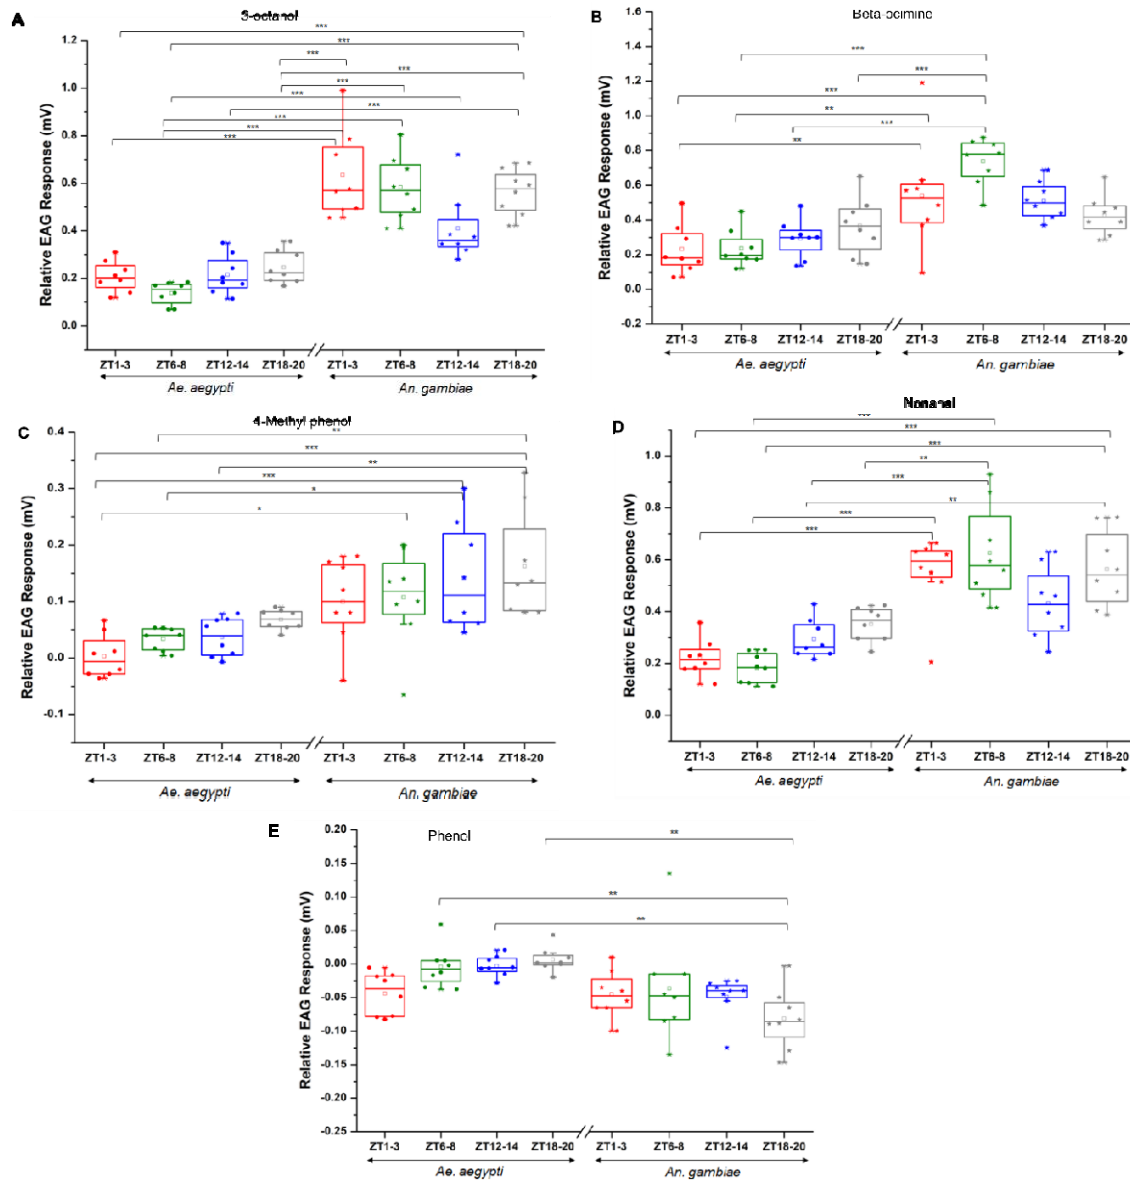 A
3-octanol
Relative EAG Response (mV)
1.2
1.0
0.8
0.6
0.4
0.2
0.0
***
***
***
***
***
***
***
***
***
***
ZT1-3 ZT6-8 ZT12-14 ZT18-20 ZT1-3 ZT6-8 ZT12-14 ZT18-20
Ae. aegypti An. gambiae
B
Beta-ocimine
Relative EAG Response (mV)
1.6
1.4
1.2
1.0
0.8
0.6
0.4
0.2
0.0
-0.2
***
***
***
**
***
**
ZT1-3 ZT6-8 ZT12-14 ZT18-20 ZT1-3 ZT6-8 ZT12-14 ZT18-20
Ae. aegypti An. gambiae
C
4-Methyl phenol
Relative EAG Response (mV)
0.4
0.3
0.2
0.1
0.0
-0.1
**
***
**
***
*
*
ZT1-3 ZT6-8 ZT12-14 ZT18-20 ZT1-3 ZT6-8 ZT12-14 ZT18-20
Ae. aegypti An. gambiae
D
Nonanal
Relative EAG Response (mV)
1.0
0.8
0.6
0.4
0.2
0.0
***
***
***
**
***
**
***
***
ZT1-3 ZT6-8 ZT12-14 ZT18-20 ZT1-3 ZT6-8 ZT12-14 ZT18-20
Ae. aegypti An. gambiae
E
Phenol
Relative EAG Response (mV)
0.20
0.15
0.10
0.05
0.00
-0.05
-0.10
-0.15
-0.20
-0.25
**
**
**
ZT1-3 ZT6-8 ZT12-14 ZT18-20 ZT1-3 ZT6-8 ZT12-14 ZT18-20
Ae. aegypti An. gambiae